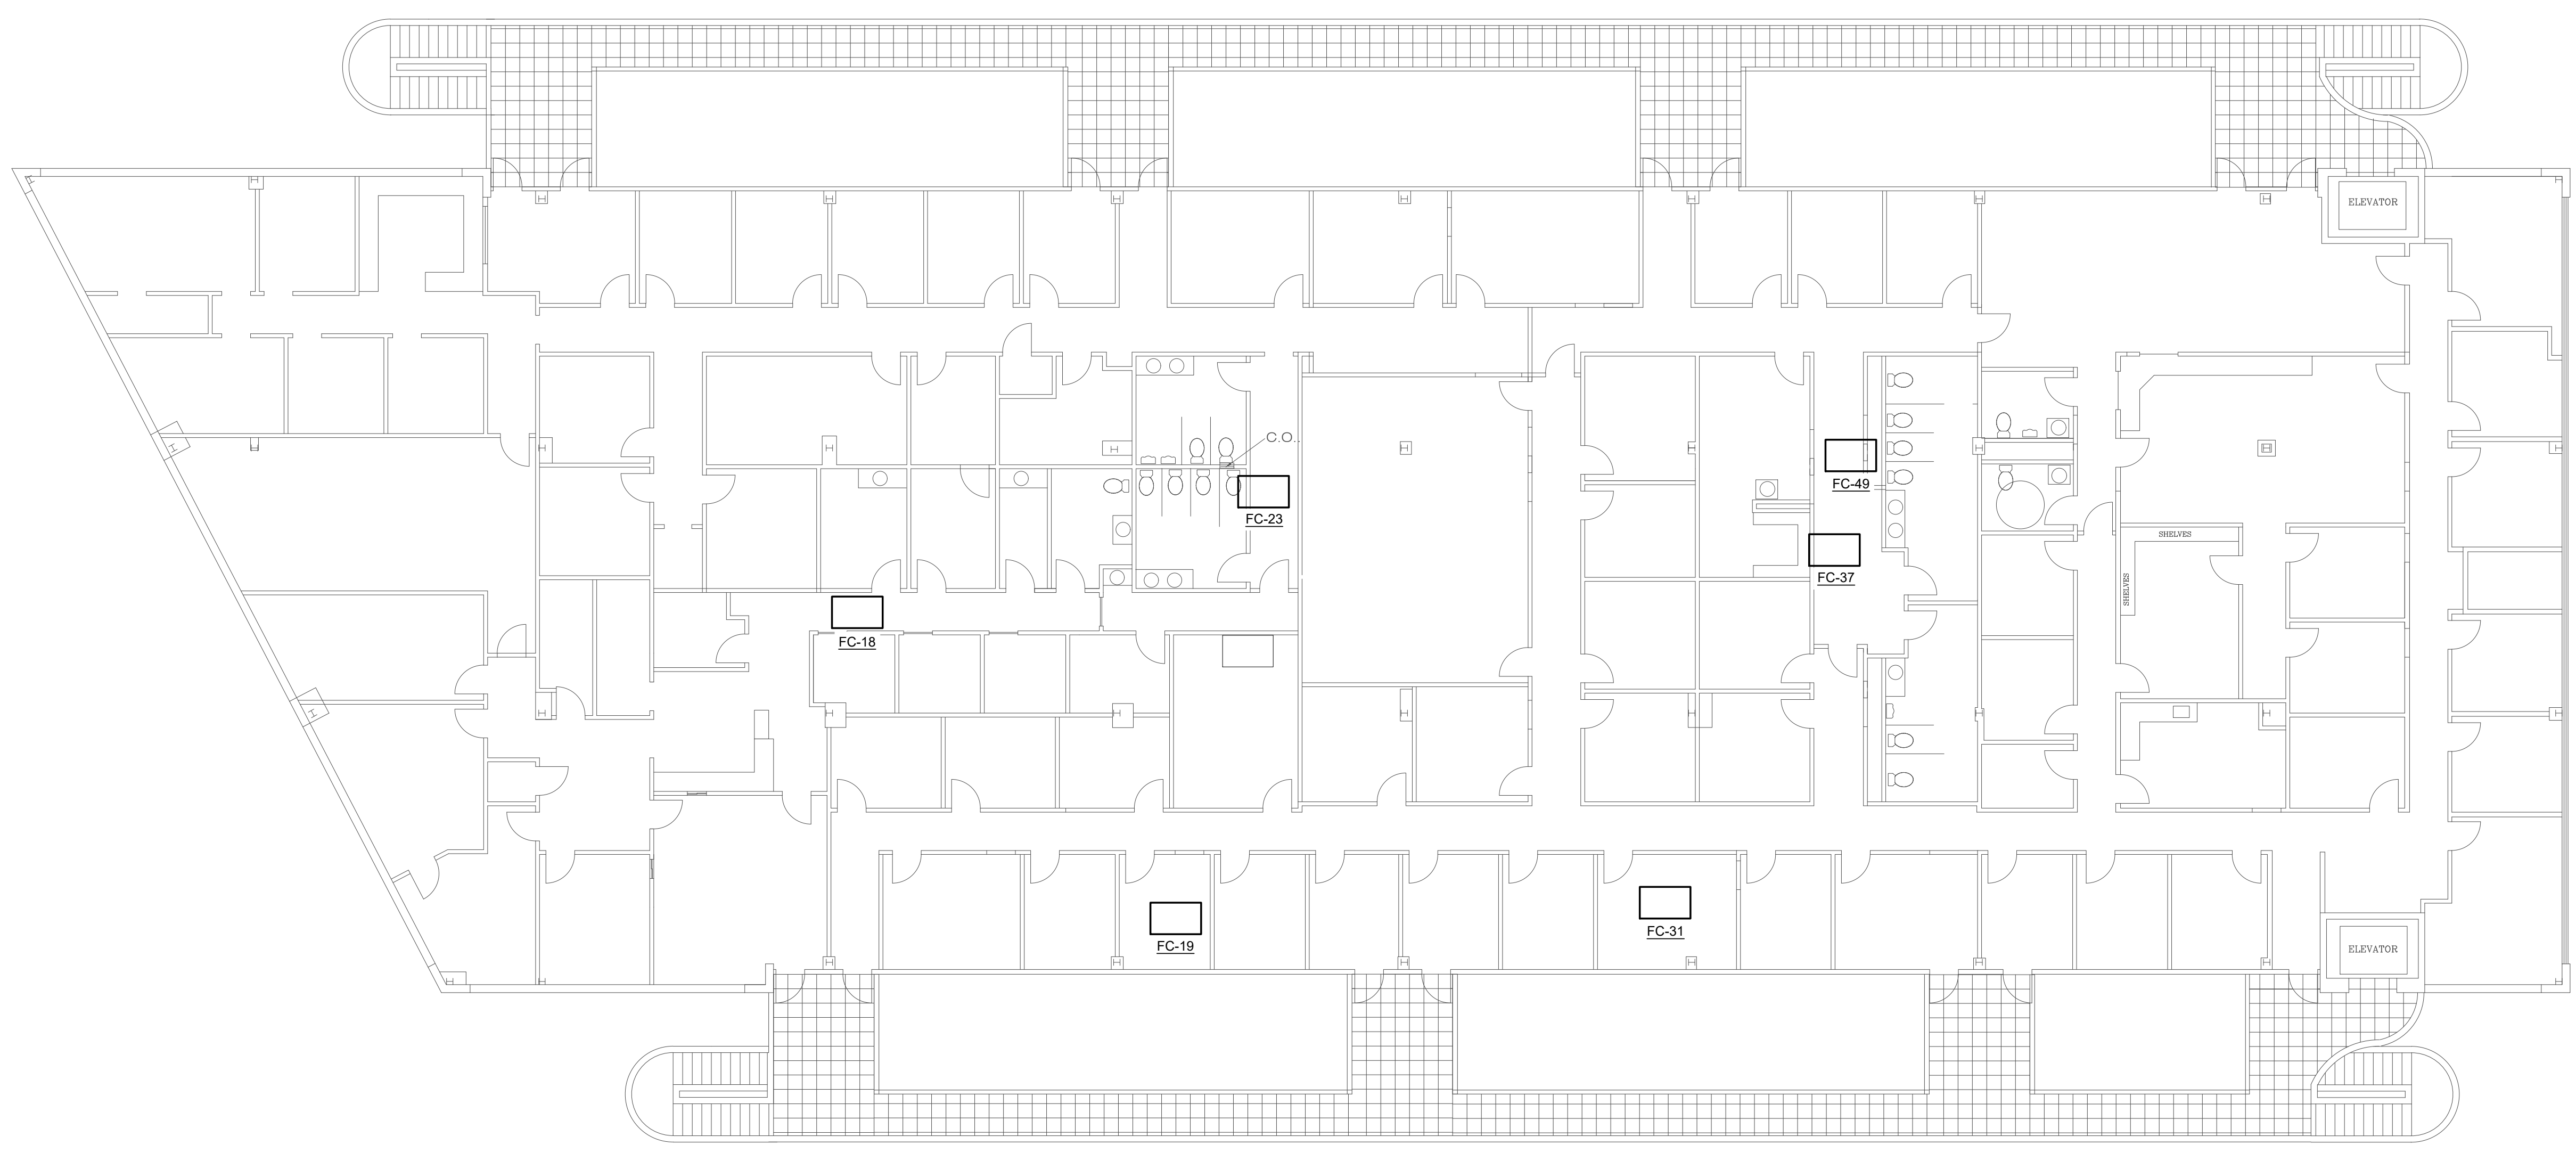 ELEVATOR
C.O.
FC-49
FC-23
SHELVES
FC-37
SHELVES
FC-18
FC-19
FC-31
ELEVATOR